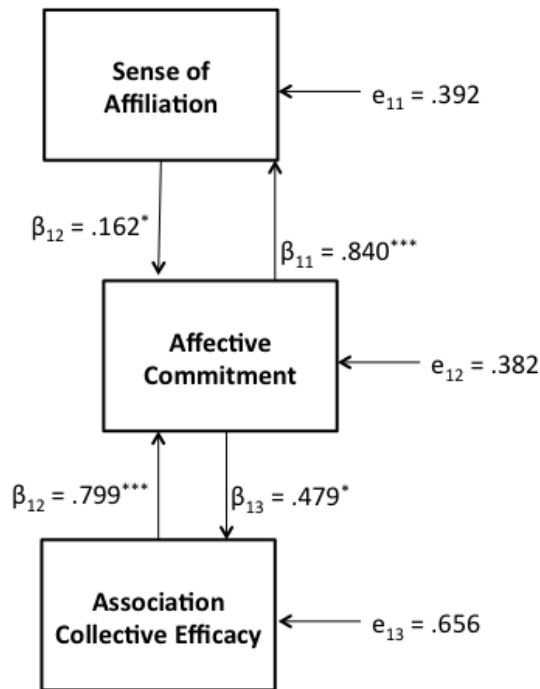 Sense of
Affiliation
e₁₁ = .392
β₁₂ = .162*
β₁₁ = .840***
Affective
Commitment
e₁₂ = .382
β₁₂ = .799***
β₁₃ = .479*
Association
Collective Efficacy
e₁₃ = .656